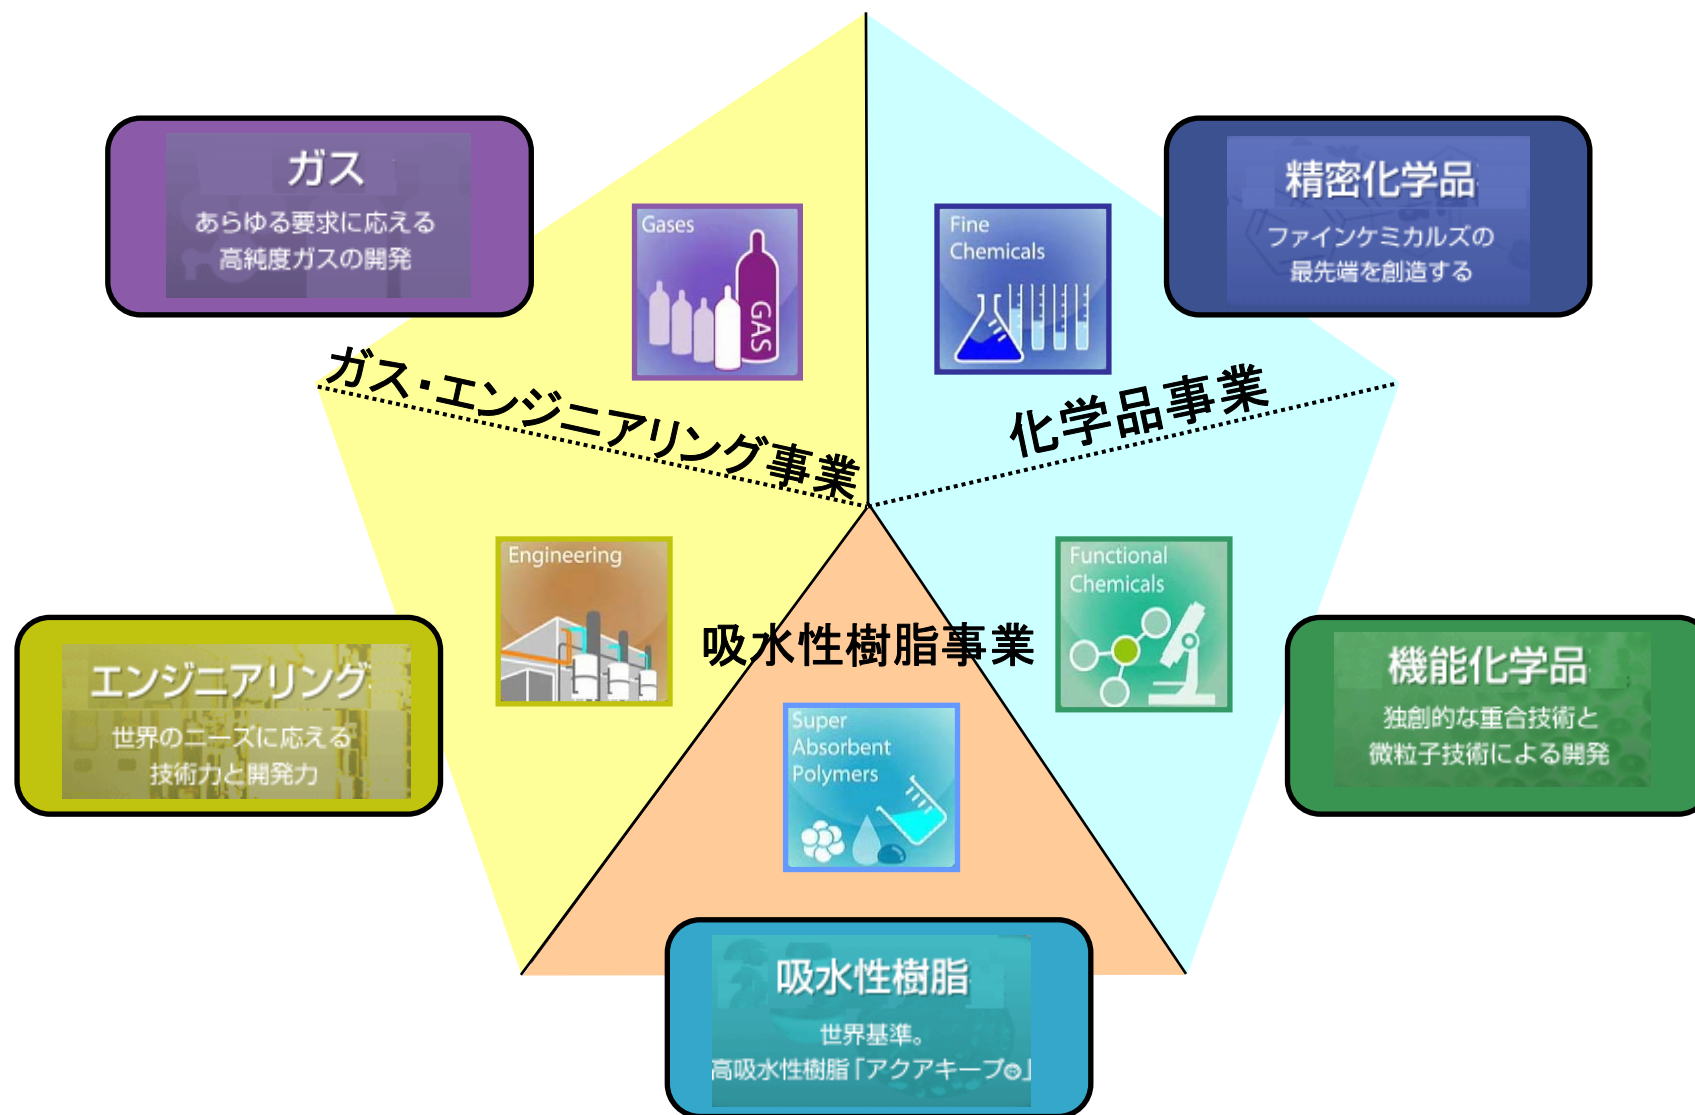 ガス
あらゆる要求に応える
高純度ガスの開発
Gases
GAS
Fine
Chemicals
精密化学品
ファインケミカルズの
最先端を創造する
ガス・エンジニアリング事業
化学品事業
Engineering
Functional
Chemicals
エンジニアリング
世界のニーズに応える
技術力と開発力
吸水性樹脂事業
機能化学品
独創的な重合技術と
微粒子技術による開発
Super
Absorbent
Polymers
吸水性樹脂
世界基準。
高吸水性樹脂「アクアキープ®」